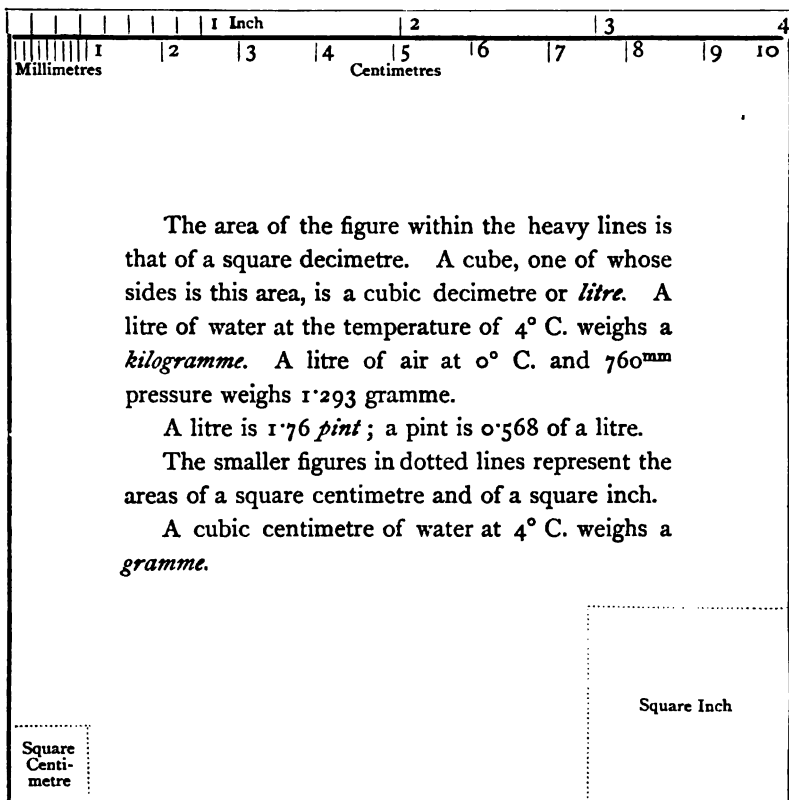 1 Inch 2 3 4
1 2 3 4 5 6 7 8 9 10
Millimetres Centimetres
The area of the figure within the heavy lines is
that of a square decimetre. A cube, one of whose
sides is this area, is a cubic decimetre or litre. A
litre of water at the temperature of 4° C. weighs a
kilogramme. A litre of air at 0° C. and 760mm
pressure weighs 1·293 gramme.
A litre is 1·76 pint; a pint is 0·568 of a litre.
The smaller figures in dotted lines represent the
areas of a square centimetre and of a square inch.
A cubic centimetre of water at 4° C. weighs a
gramme.
Square Inch
Square
Centi-
metre